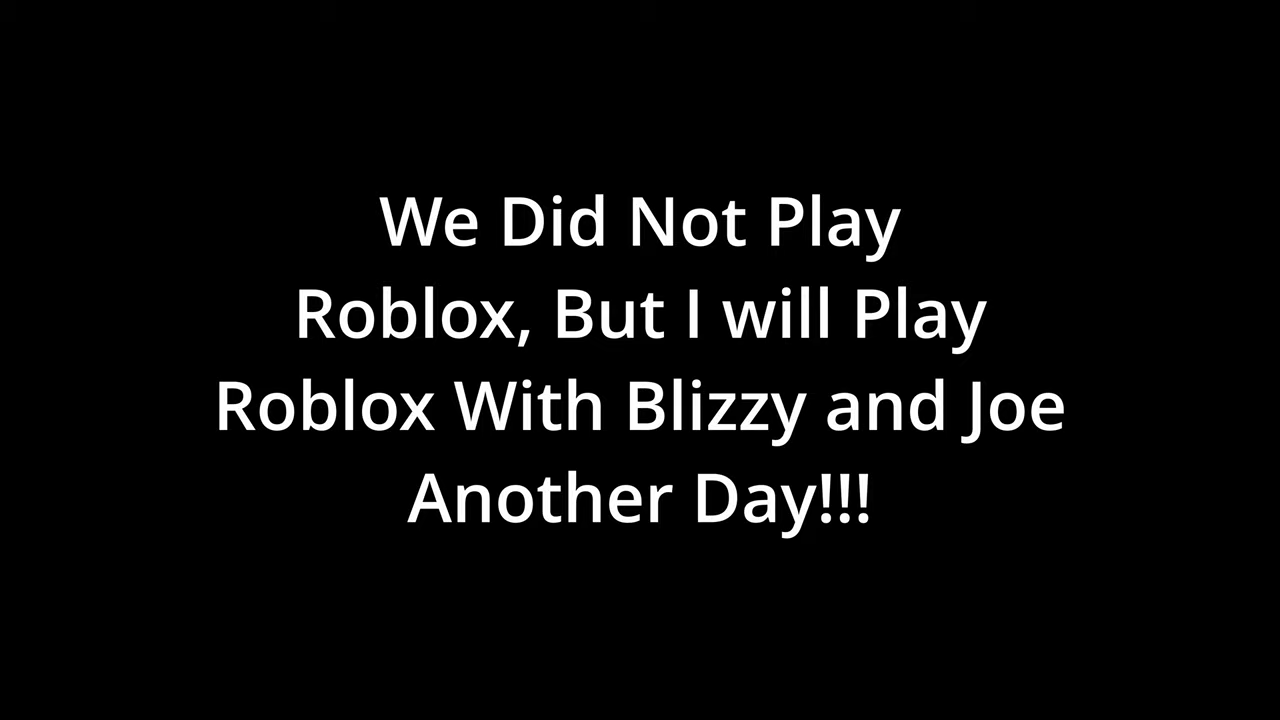 We Did Not Play
Roblox, But I will Play
Roblox With Blizzy and Joe
Another Day!!!